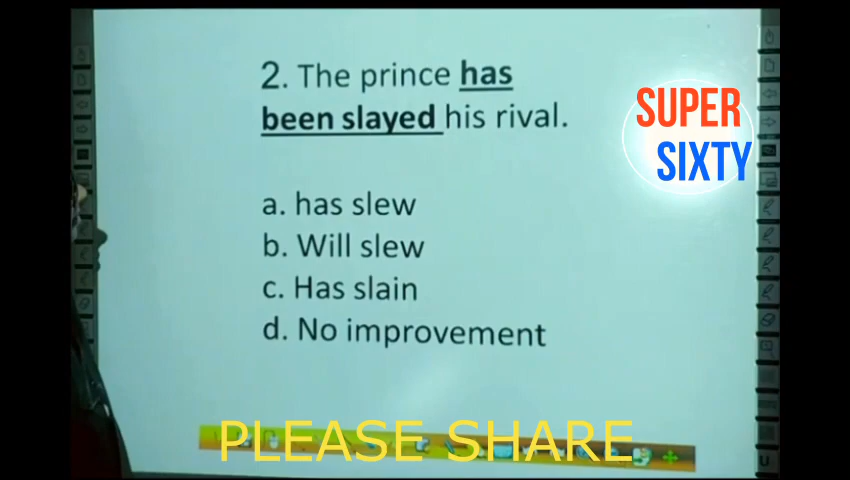 2. The prince has
been slayed his rival.
SUPER
SIXTY
a. has slew
b. Will slew
c. Has slain
d. No improvement
PLEASE SHARE
U